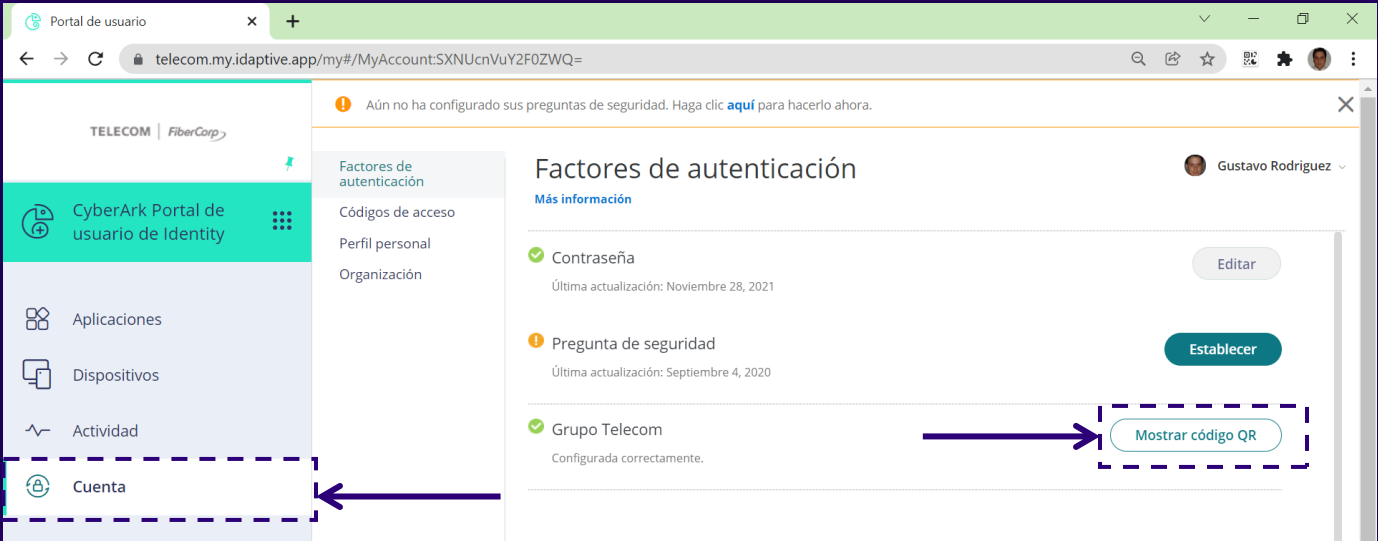 Portal de usuario
telecom.my.idaptive.app/my#/MyAccount:SXNUcnVuY2F0ZWQ=
TELECOM | FiberCorp
Aún no ha configurado sus preguntas de seguridad. Haga clic aquí para hacerlo ahora.
CyberArk Portal de
usuario de Identity
Aplicaciones
Dispositivos
Actividad
Cuenta
Factores de
autenticación
Códigos de acceso
Perfil personal
Organización
Factores de autenticación
Gustavo Rodriguez
Más información
Contraseña
Editar
Última actualización: Noviembre 28, 2021
Pregunta de seguridad
Establecer
Última actualización: Septiembre 4, 2020
Grupo Telecom
Mostrar código QR
Configurada correctamente.